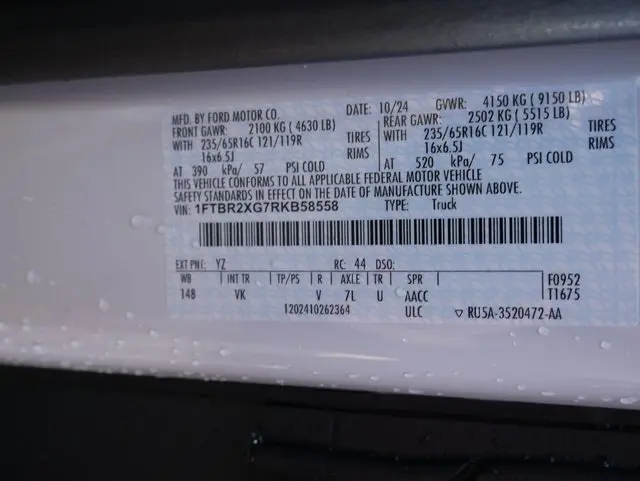 MFD. BY FORD MOTOR CO. DATE: 10/24 GVWR: 4150 KG ( 9150 LB)
FRONT GAWR: 2100 KG ( 4630 LB) REAR GAWR: 2502 KG ( 5515 LB)
WITH 235/65R16C 121/119R TIRES WITH 235/65R16C 121/119R TIRES
16x6.5J RIMS 16x6.5J RIMS
AT 390 kPa/ 57 PSI COLD AT 520 kPa/ 75 PSI COLD
THIS VEHICLE CONFORMS TO ALL APPLICABLE FEDERAL MOTOR VEHICLE
SAFETY STANDARDS IN EFFECT ON THE DATE OF MANUFACTURE SHOWN ABOVE.
VIN: 1FTBR2XG7RKB58558 TYPE: Truck
EXT PNT: YZ RC: 44 DSO:
WB INT TR TP/PS R AXLE TR SPR F0952
148 VK V 7L U AACC T1675
1202410262364 ULC ▽ RU5A-3520472-AA